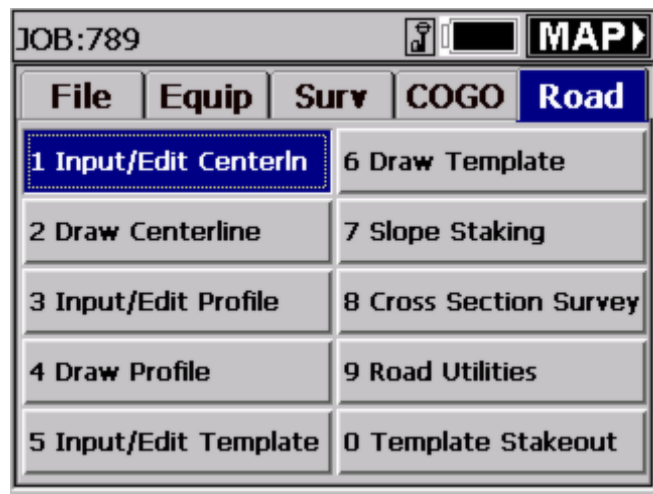 JOB:789 MAP
File Equip Surv COGO Road
1 Input/Edit Centerln 6 Draw Template
2 Draw Centerline 7 Slope Staking
3 Input/Edit Profile 8 Cross Section Survey
4 Draw Profile 9 Road Utilities
5 Input/Edit Template 0 Template Stakeout